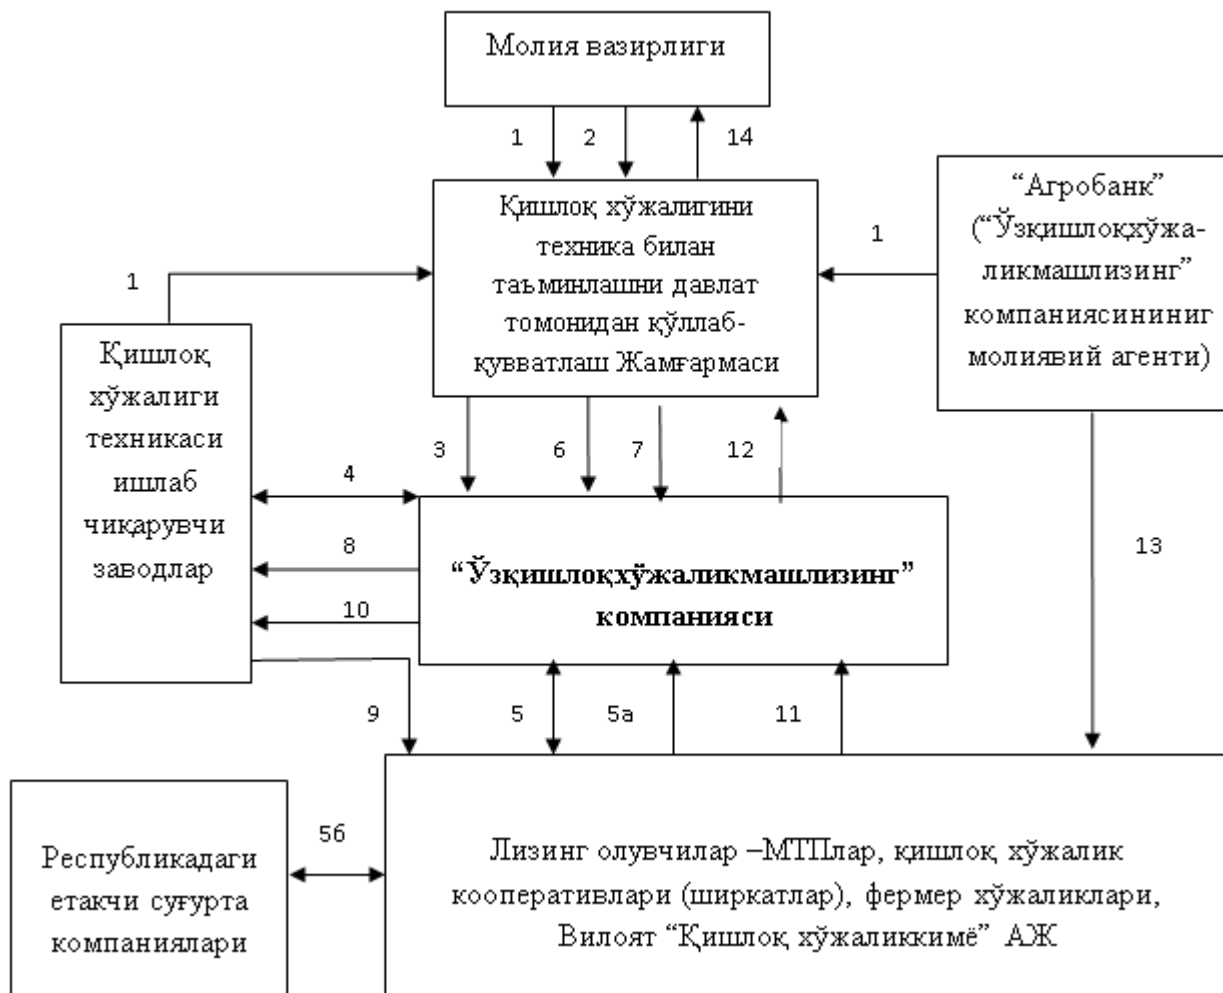 Молия вазирлиги
1
2
14
Қишлоқ хўжалигини
техника билан
таъминлашни давлат
томонидан қўллаб-
қувватлаш Жамғармаси
“Агробанк”
(“Ўзқишлоқхўжа-
ликмашлизинг”
компаниясининиг
молиявий агенти)
1
1
Қишлоқ
хўжалиги
техникаси
ишлаб
чиқарувчи
заводлар
3
6
7
12
4
8
10
“Ўзқишлоқхўжаликмашлизинг”
компанияси
13
9
5
5а
11
Республикадаги
етакчи суғурта
компаниялари
5б
Лизинг олувчилар –МТПлар, қишлоқ хўжалик
кооперативлари (ширкатлар), фермер хўжаликлари,
Вилоят “Қишлоқ хўжаликкимё” АЖ